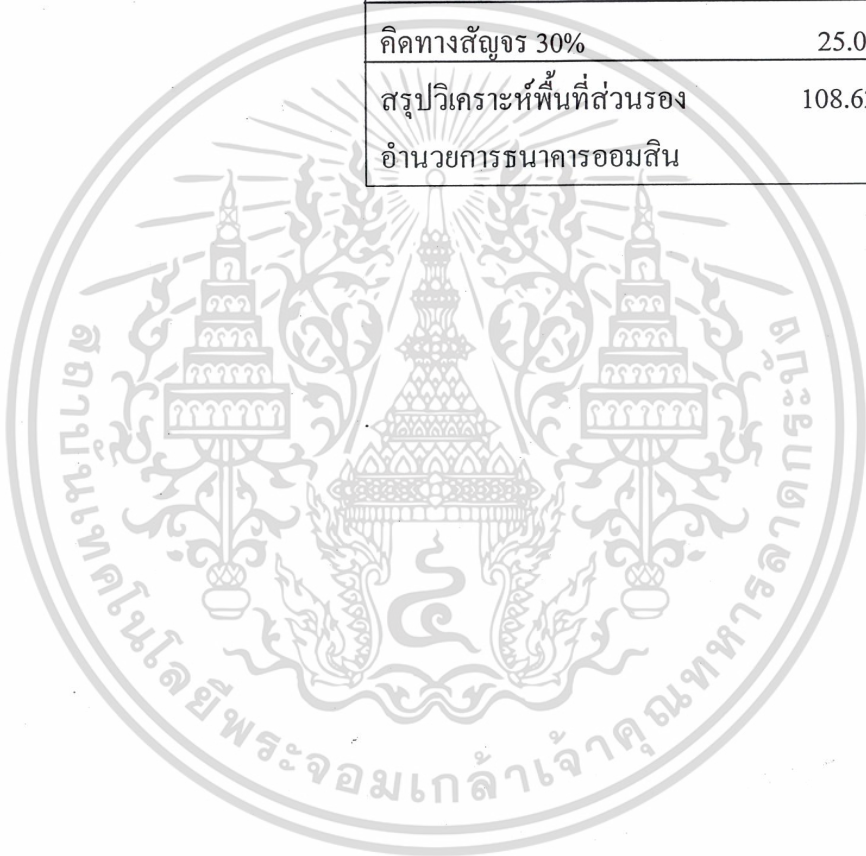 คิดทางสัญจร 30% 25.0
สรุปวิเคราะห์พื้นที่ส่วนรอง 108.6
อำนวยการธนาคารออมสิน
สถาบันเทคโนโลยีพระจอมเกล้าเจ้าคุณทหารลาดกระบัง
๔